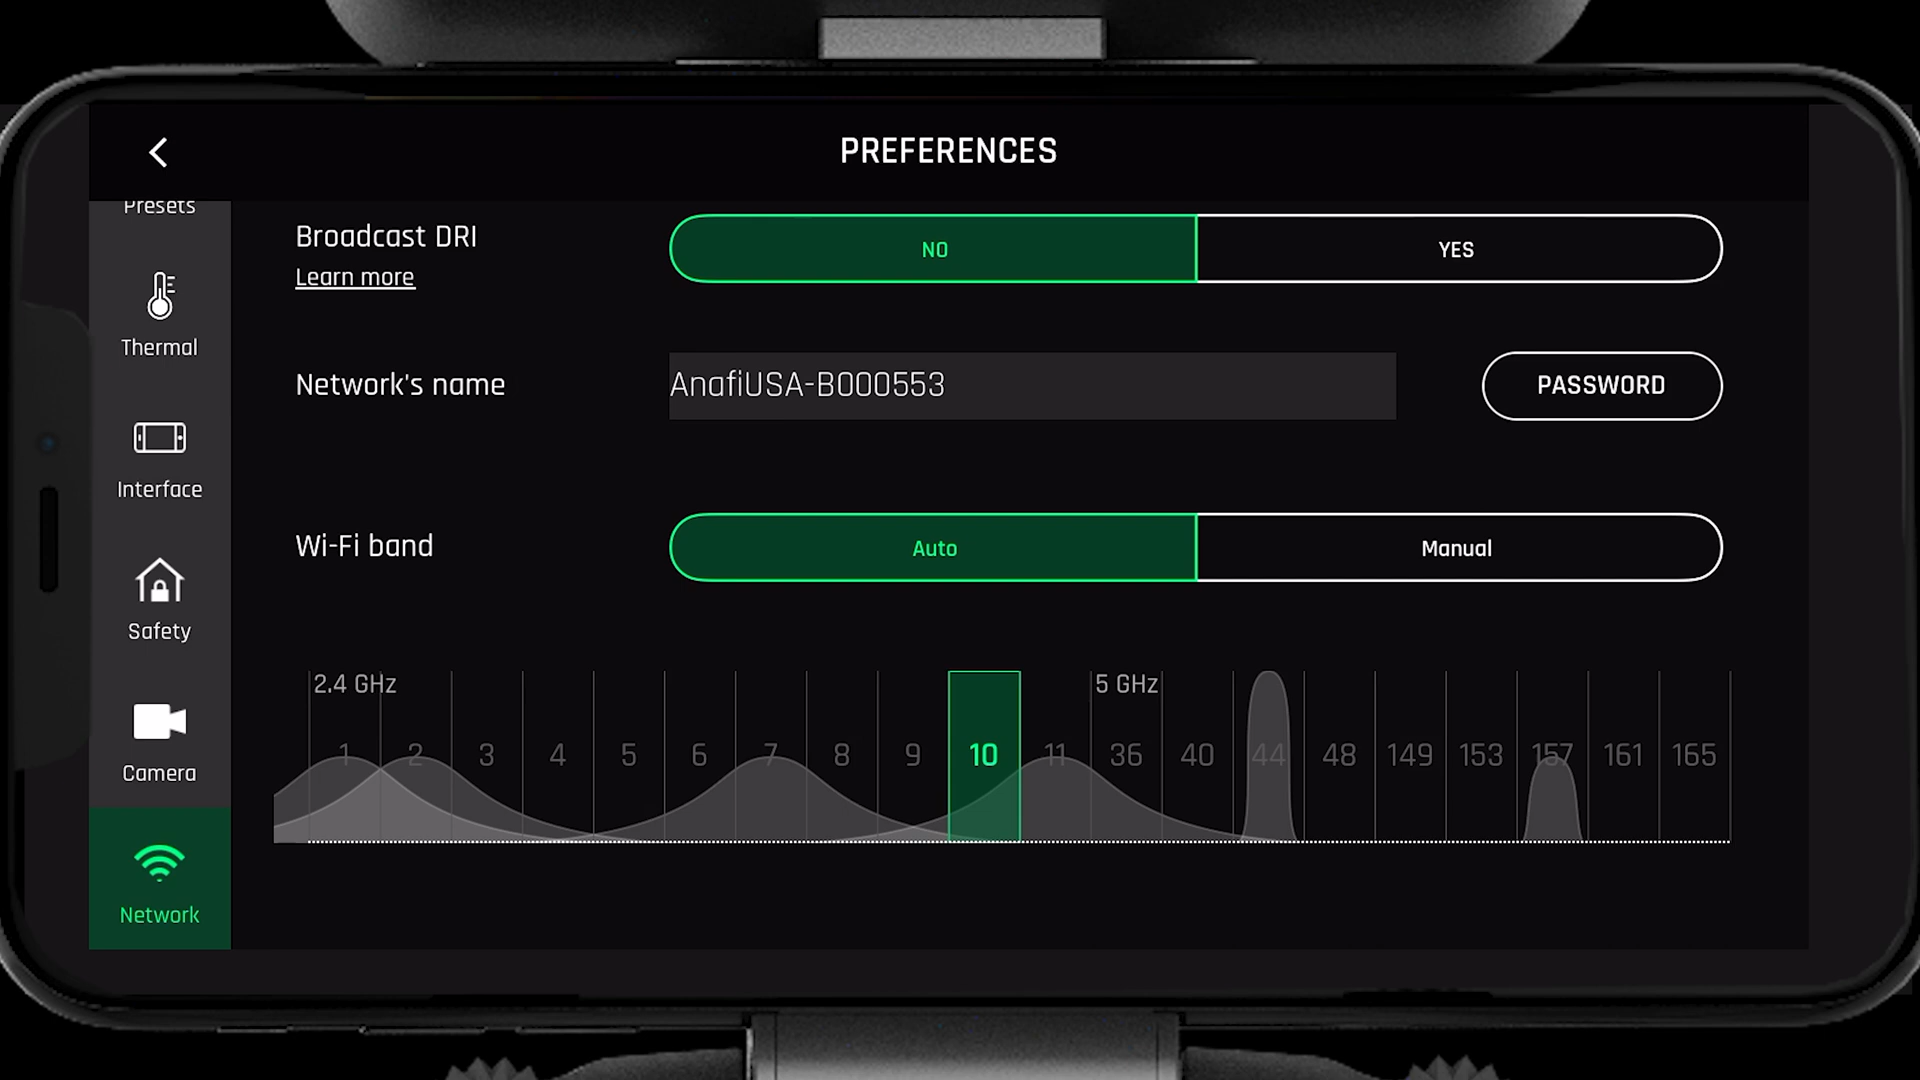 PREFERENCES
Presets
Thermal
Interface
Safety
Camera
Network
Broadcast DRI
Learn more
NO
YES
Network's name
AnafiUSA-B000553
PASSWORD
Wi-Fi band
Auto
Manual
2.4 GHz
5 GHz
1 2 3 4 5 6 7 8 9 10 11 36 40 44 48 149 153 157 161 165